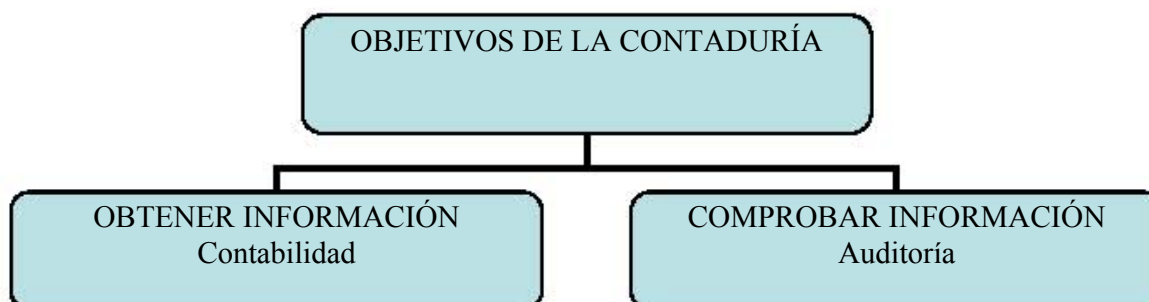 OBJETIVOS DE LA CONTADURÍA
OBTENER INFORMACIÓN
Contabilidad
COMPROBAR INFORMACIÓN
Auditoría